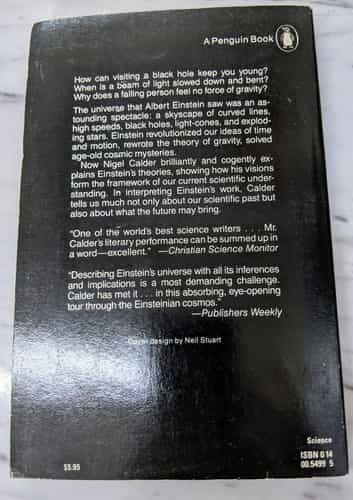 A Penguin Book
How can visiting a black hole keep you young?
When is a beam of light slowed down and bent?
Why does a falling person feel no force of gravity?
The universe that Albert Einstein saw was an as-
tounding spectacle: a skyscape of curved lines,
high speeds, black holes, light-cones, and explod-
ing stars. Einstein revolutionized our ideas of time
and motion, rewrote the theory of gravity, solved
age-old cosmic mysteries.
Now Nigel Calder brilliantly and cogently ex-
plains Einstein's theories, showing how his visions
form the framework of our current scientific under-
standing. In interpreting Einstein's work, Calder
tells us much not only about our scientific past but
also about what the future may bring.
"One of the world's best science writers . . . Mr.
Calder's literary performance can be summed up in
a word—excellent." —Christian Science Monitor
"Describing Einstein's universe with all its inferences
and implications is a most demanding challenge.
Calder has met it . . . in this absorbing, eye-opening
tour through the Einsteinian cosmos."
—Publishers Weekly
Cover design by Neil Stuart
Science
ISBN 0 14
$5.95 00.5499 5